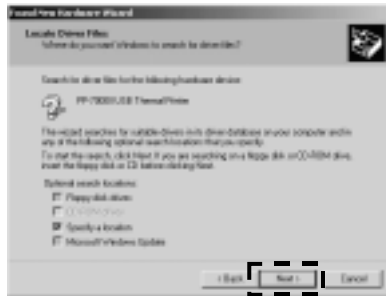 Found New Hardware Wizard
Locate Driver Files
Where do you want Windows to search for driver files?
Search for driver files for the following hardware device:
USB Thermal Printer
The wizard searches for suitable drivers in its driver database on your computer and in
any of the following optional search locations that you specify.
To start the search, click Next. If you are searching on a floppy disk or CD-ROM drive,
insert the floppy disk or CD before clicking Next.
Optional search locations:
Floppy disk drives
CD-ROM drives
Specify a location
Microsoft Windows Update
< Back
Next >
Cancel